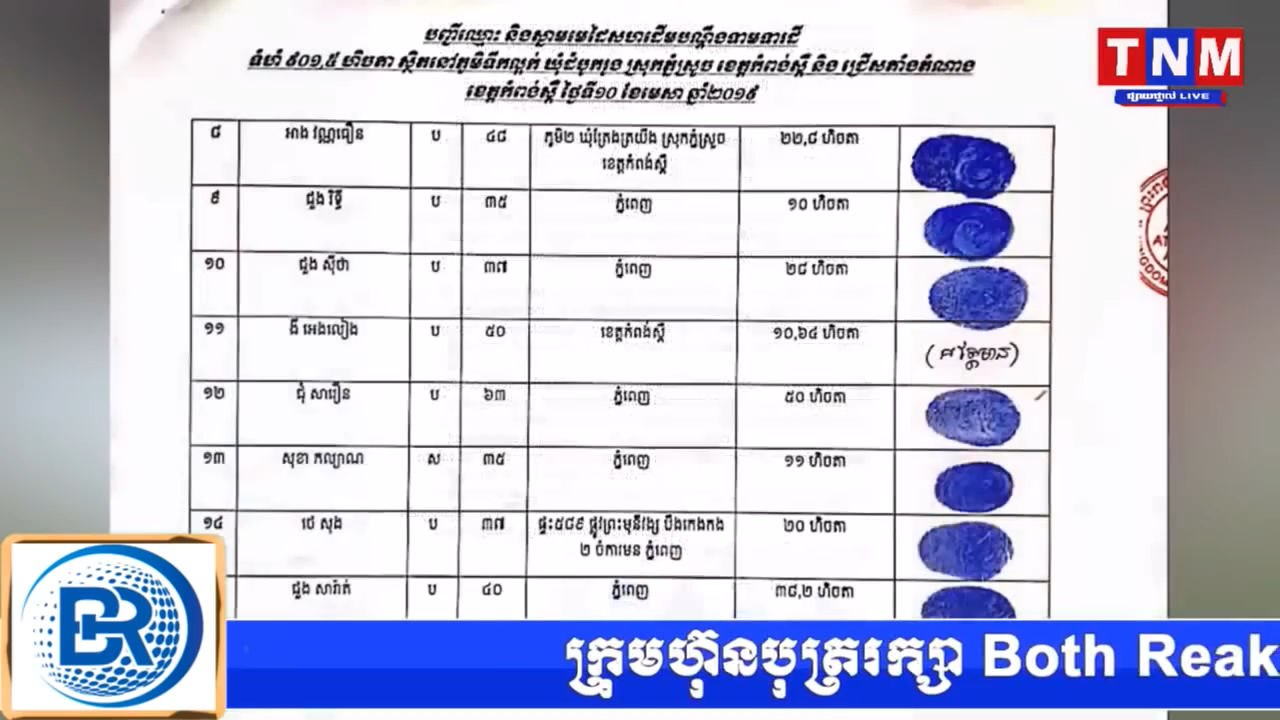 បញ្ជីឈ្មោះ និងស្នាមមេដៃសហដើមបណ្តឹងទាមទារដី
ទំហំ ៩០១,៥ ហិចតា ស្ថិតនៅភូមិទឹកល្អក់ ឃុំជំបុករុង ស្រុកភ្នំស្រួច ខេត្តកំពង់ស្ពឺ និង ជ្រើសតាំងតំណាង
ខេត្តកំពង់ស្ពឺ ថ្ងៃទី១០ ខែមេសា ឆ្នាំ២០១៩
TNM
ផ្សាយផ្ទាល់ LIVE
៨ អាង វណ្ណធឿន ប ៤៨ ភូមិ២ ឃុំត្រែងត្រយឹង ស្រុកភ្នំស្រួច ២២,៨ ហិចតា
ខេត្តកំពង់ស្ពឺ
៩ ជួង រិទ្ធី ប ៣៥ ភ្នំពេញ ១០ ហិចតា
១០ ជួង ស៊ីថា ប ៣៧ ភ្នំពេញ ២៨ ហិចតា
១១ ងី អេងលៀង ប ៥០ ខេត្តកំពង់ស្ពឺ ១០,៦៤ ហិចតា
១២ ជុំ សារឿន ប ៦៣ ភ្នំពេញ ៥០ ហិចតា
១៣ សុខា កល្យាណ ស ៣៥ ភ្នំពេញ ១១ ហិចតា
១៤ ថេ សុង ប ៣៧ ផ្ទះ៥៨៩ ផ្លូវព្រះមុនីវង្ស បឹងកេងកង ២០ ហិចតា
២ ចំការមន ភ្នំពេញ
ជួង សារ៉ាត់ ប ៤០ ភ្នំពេញ ៣៨,២ ហិចតា
BR
ក្រុមហ៊ុនបុត្ររក្សា Both Reak